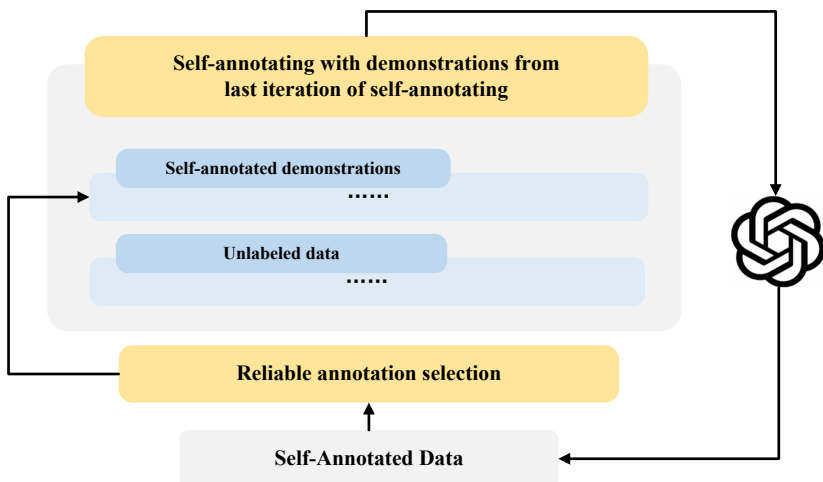 Self-annotating with demonstrations from
last iteration of self-annotating
Self-annotated demonstrations
......
Unlabeled data
......
Reliable annotation selection
Self-Annotated Data